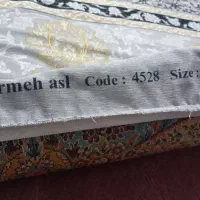 rmeh asl Code : 4528 Size :